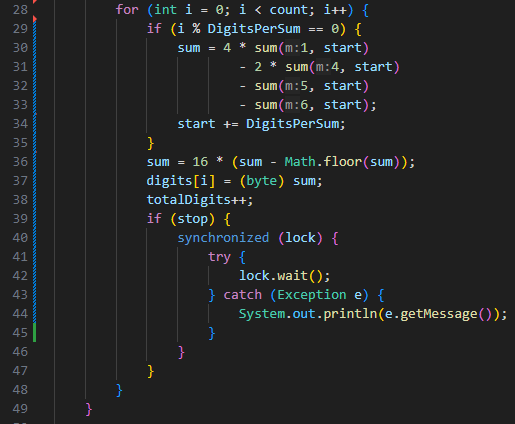 28 for (int i = 0; i < count; i++) {
29 if (i % DigitsPerSum == 0) {
30 sum = 4 * sum(m:1, start)
31 - 2 * sum(m:4, start)
32 - sum(m:5, start)
33 - sum(m:6, start);
34 start += DigitsPerSum;
35 }
36 sum = 16 * (sum - Math.floor(sum));
37 digits[i] = (byte) sum;
38 totalDigits++;
39 if (stop) {
40 synchronized (lock) {
41 try {
42 lock.wait();
43 } catch (Exception e) {
44 System.out.println(e.getMessage());
45 }
46 }
47 }
48 }
49 }